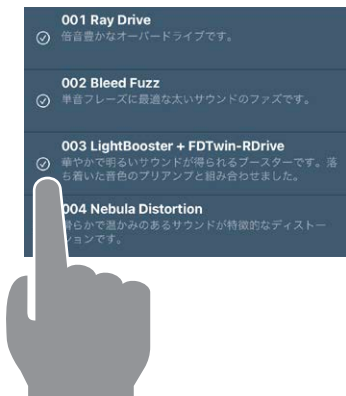 001 Ray Drive
倍音豊かなオーバードライブです。
002 Bleed Fuzz
単音フレーズに最適な太いサウンドのファズです。
003 LightBooster + FDTwin-RDrive
華やかで明るいサウンドが得られるブースターです。落
ち着いた音色のプリアンプと組み合わせました。
004 Nebula Distortion
滑らかで温かみのあるサウンドが特徴的なディストー
ションです。